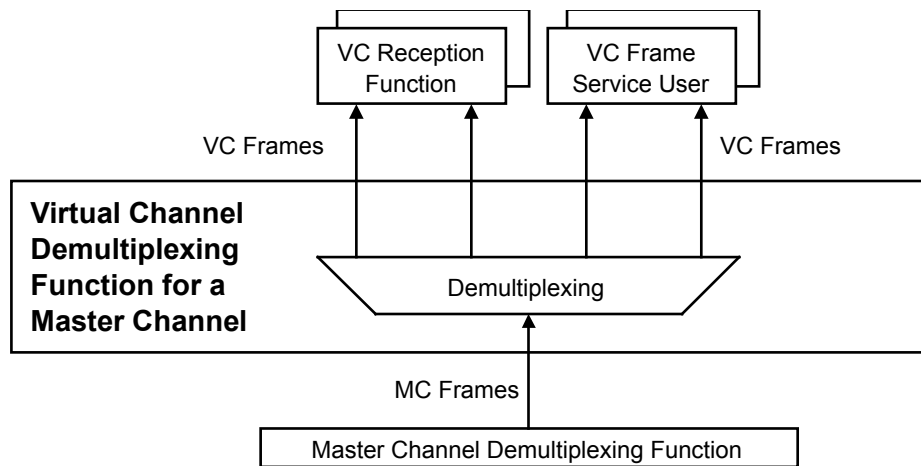 VC Reception
Function
VC Frame
Service User
VC Frames
VC Frames
Virtual Channel
Demultiplexing
Function for a
Master Channel
Demultiplexing
MC Frames
Master Channel Demultiplexing Function